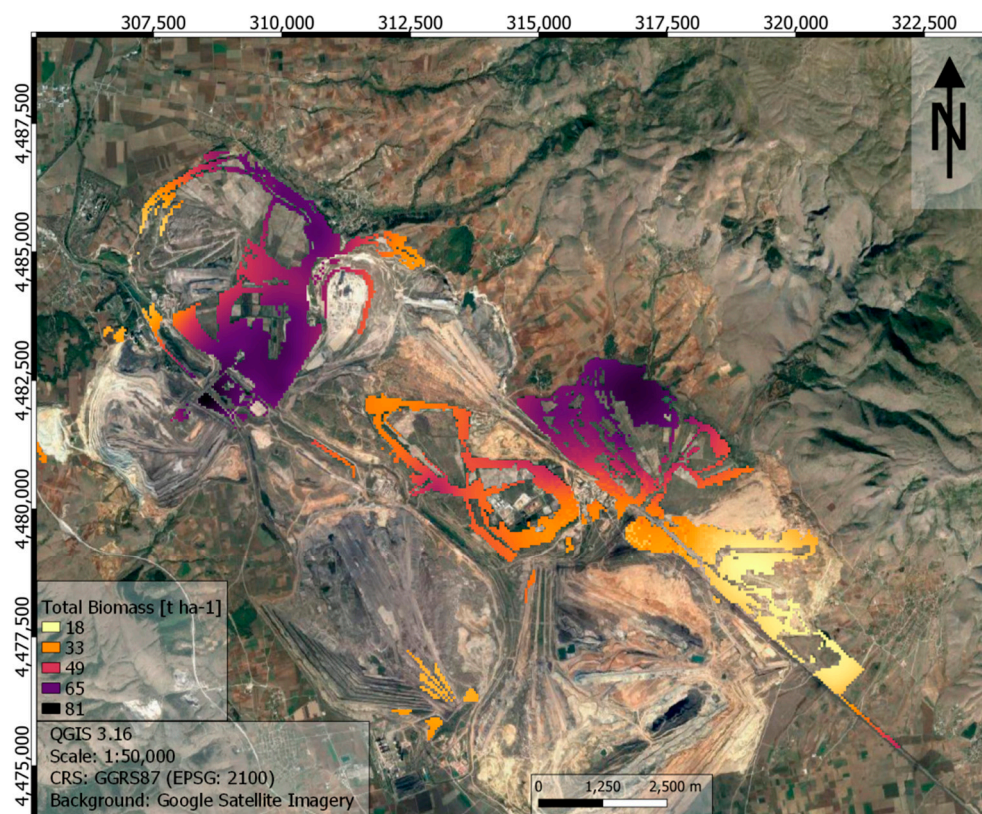 307,500 310,000 312,500 315,000 317,500 320,000 322,500
N
4,487,500
4,485,000
4,482,500
4,480,000
4,477,500
4,475,000
Total Biomass [t ha-1]
18
33
49
65
81
QGIS 3.16
Scale: 1:50,000
CRS: GGRS87 (EPSG: 2100)
Background: Google Satellite Imagery
0 1,250 2,500 m